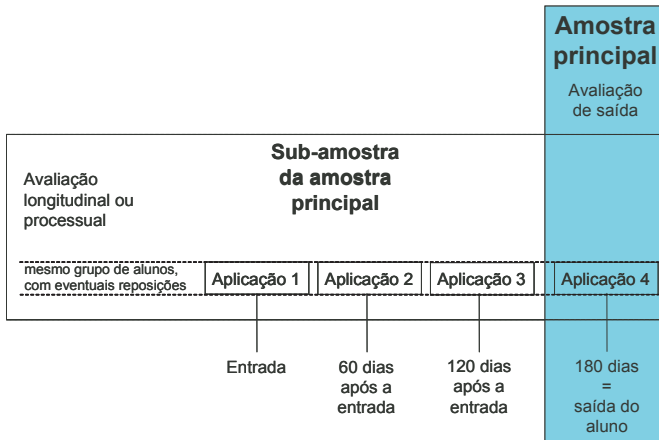 Amostra
principal
Avaliação
de saída
Sub-amostra
da amostra
principal
Avaliação
longitudinal ou
processual
mesmo grupo de alunos,
com eventuais reposições
Aplicação 1
Aplicação 2
Aplicação 3
Aplicação 4
Entrada
60 dias
após a
entrada
120 dias
após a
entrada
180 dias
=
saída do
aluno